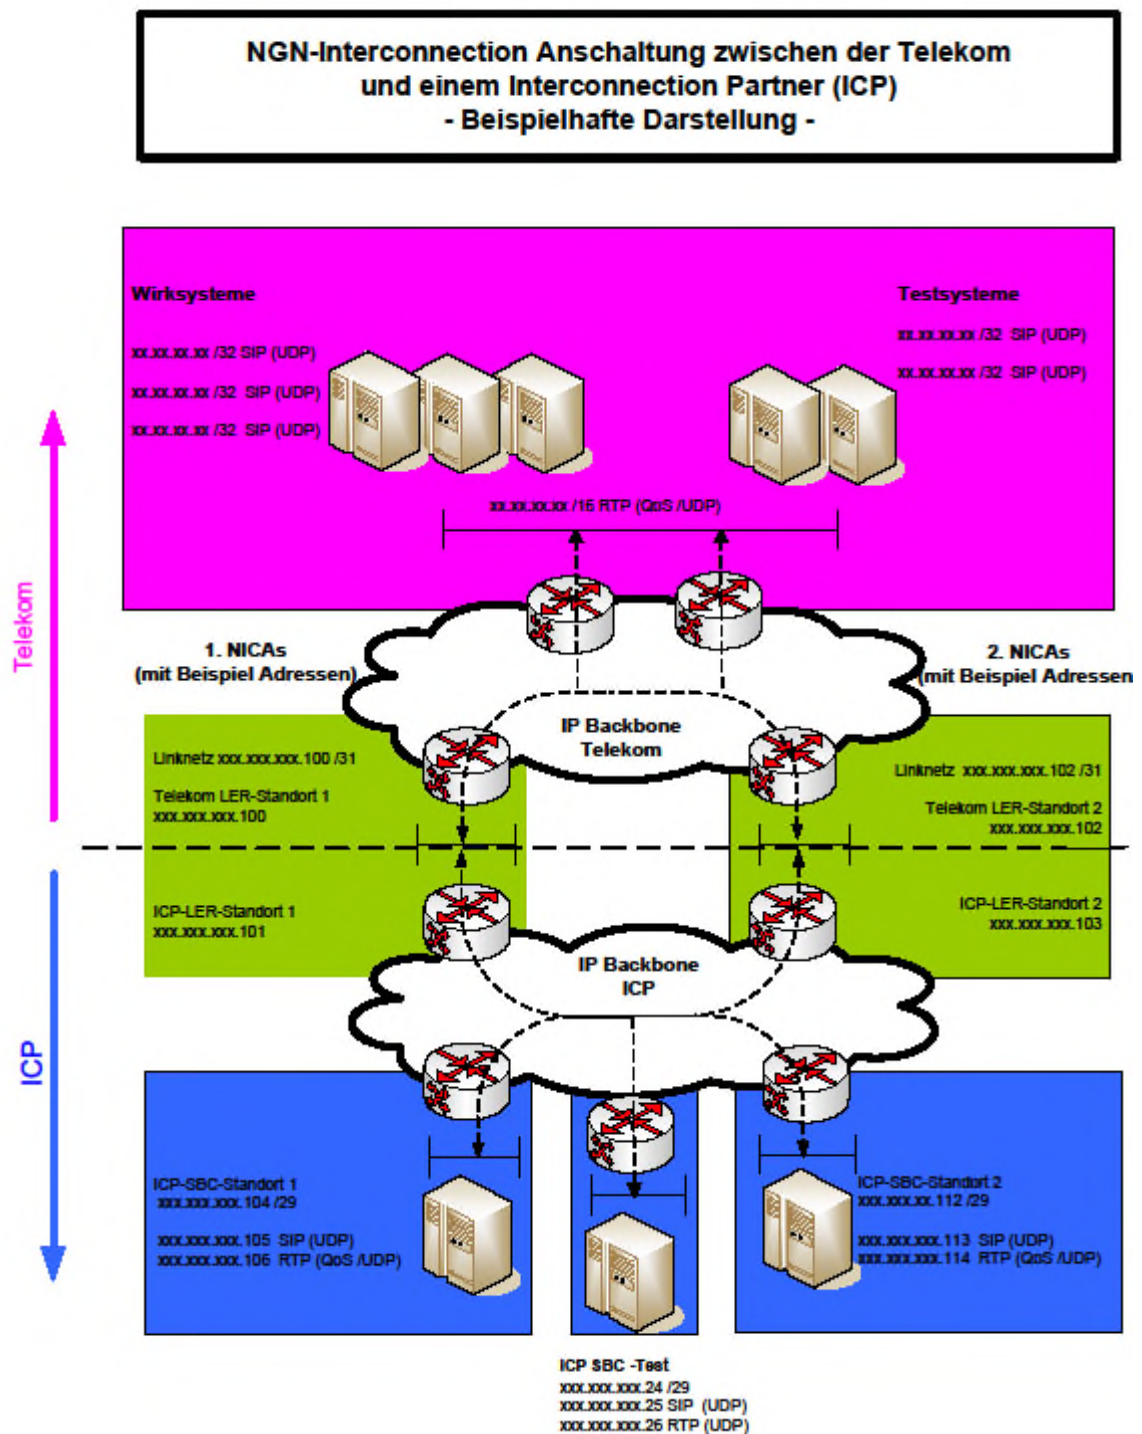 NGN-Interconnection Anschaltung zwischen der Telekom
und einem Interconnection Partner (ICP)
- Beispielhafte Darstellung -
Wirksysteme
xx.xx.xx.xx /32 SIP (UDP)
xx.xx.xx.xx /32 SIP (UDP)
xx.xx.xx.xx /32 SIP (UDP)
Testsysteme
xx.xx.xx.xx /32 SIP (UDP)
xx.xx.xx.xx /32 SIP (UDP)
xx.xx.xx.xx /16 RTP (QoS /UDP)
Telekom
1. NICAs
(mit Beispiel Adressen)
2. NICAs
(mit Beispiel Adressen)
IP Backbone
Telekom
Linknetz xxx.xxx.xxx.100 /31
Telekom LER-Standort 1
xxx.xxx.xxx.100
Linknetz xxx.xxx.xxx.102 /31
Telekom LER-Standort 2
xxx.xxx.xxx.102
ICP-LER-Standort 1
xxx.xxx.xxx.101
ICP-LER-Standort 2
xxx.xxx.xxx.103
IP Backbone
ICP
ICP
ICP-SBC-Standort 1
xxx.xxx.xxx.104 /29
xxx.xxx.xxx.105 SIP (UDP)
xxx.xxx.xxx.106 RTP (QoS /UDP)
ICP-SBC-Standort 2
xxx.xxx.xx.112 /29
xxx.xxx.xxx.113 SIP (UDP)
xxx.xxx.xxx.114 RTP (QoS /UDP)
ICP SBC -Test
xxx.xxx.xxx.24 /29
xxx.xxx.xxx.25 SIP (UDP)
xxx.xxx.xxx.26 RTP (UDP)